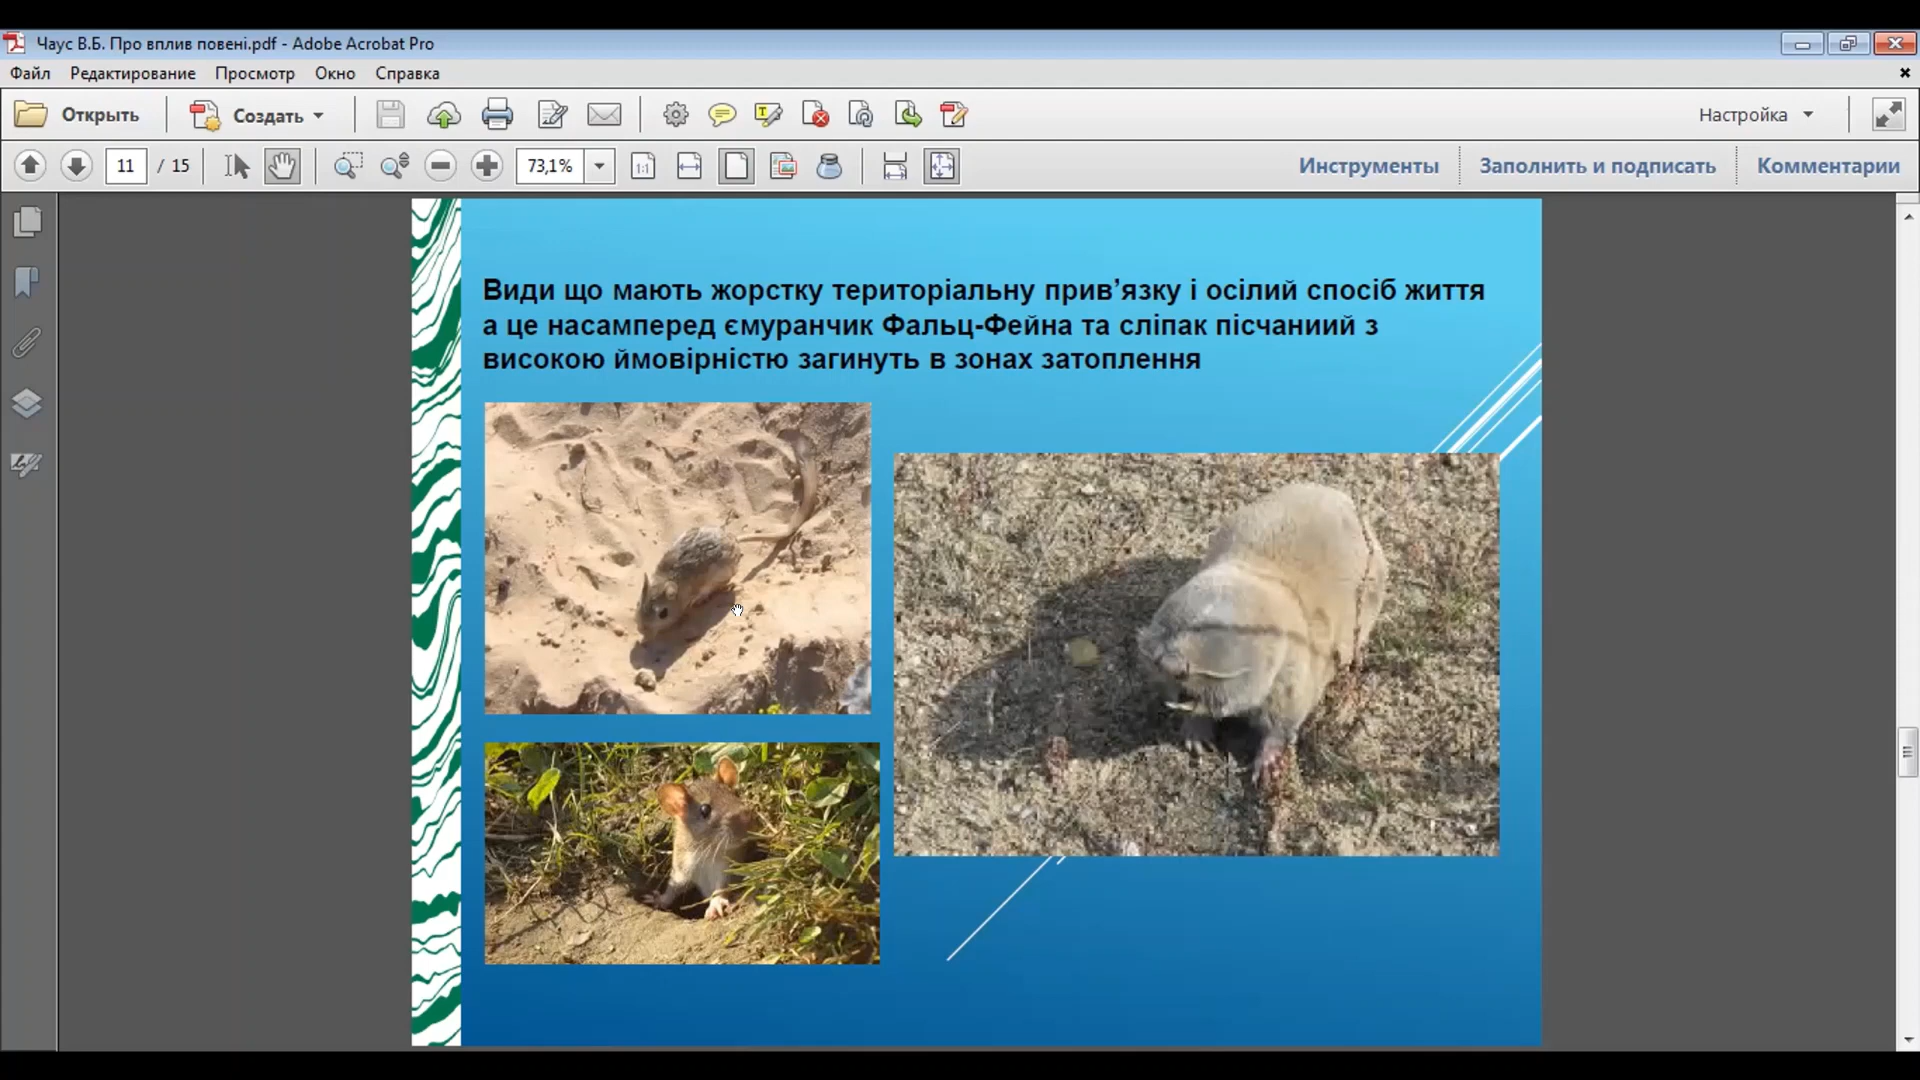 Чаус В.Б. Про вплив повені.pdf - Adobe Acrobat Pro
Файл Редактирование Просмотр Окно Справка
Открыть Создать Настройка
11 / 15 73,1% Инструменты Заполнить и подписать Комментарии
Види що мають жорстку територіальну прив’язку і осілий спосіб життя
а це насамперед ємуранчик Фальц-Фейна та сліпак пісчаниий з
високою ймовірністю загинуть в зонах затоплення